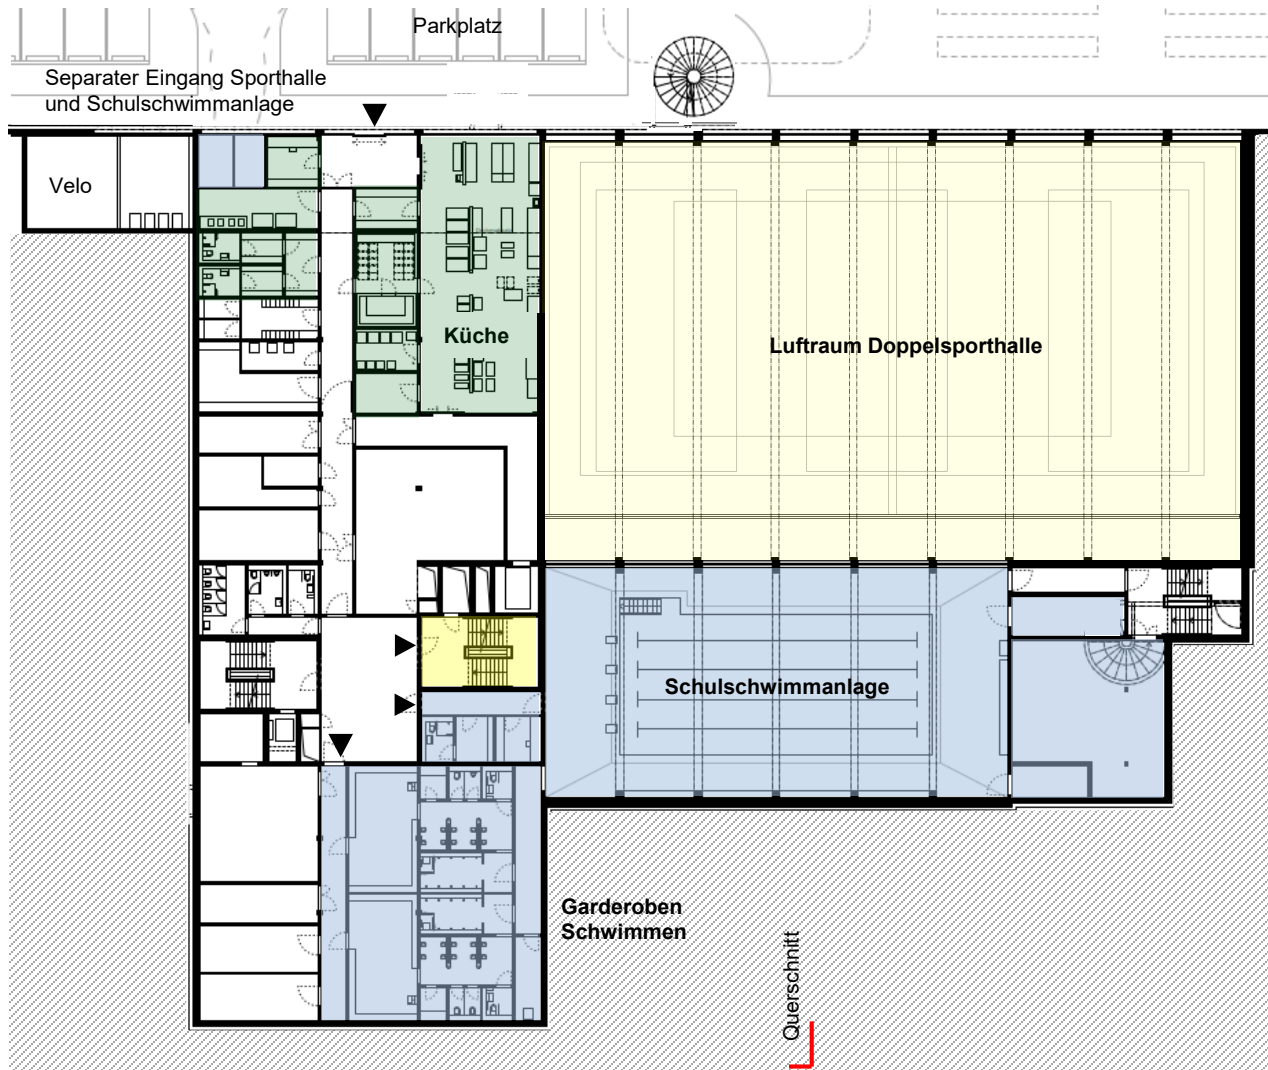 Parkplatz
Separater Eingang Sporthalle
und Schulschwimmanlage
Velo
Küche
Luftraum Doppelsporthalle
Schulschwimmanlage
Garderoben
Schwimmen
Querschnitt